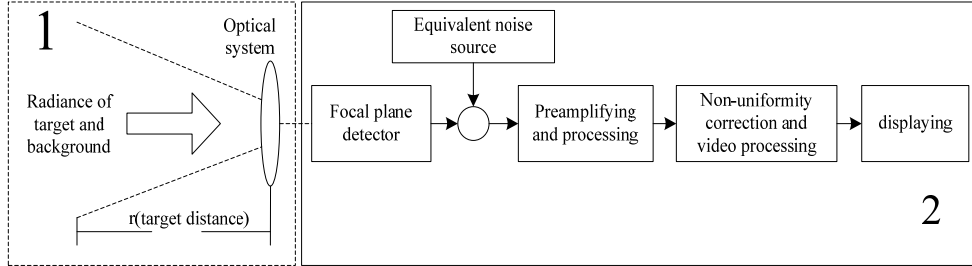 1
Optical
system
Radiance of
target and
background
r(target distance)
Equivalent noise
source
Focal plane
detector
Preamplifying
and processing
Non-uniformity
correction and
video processing
displaying
2